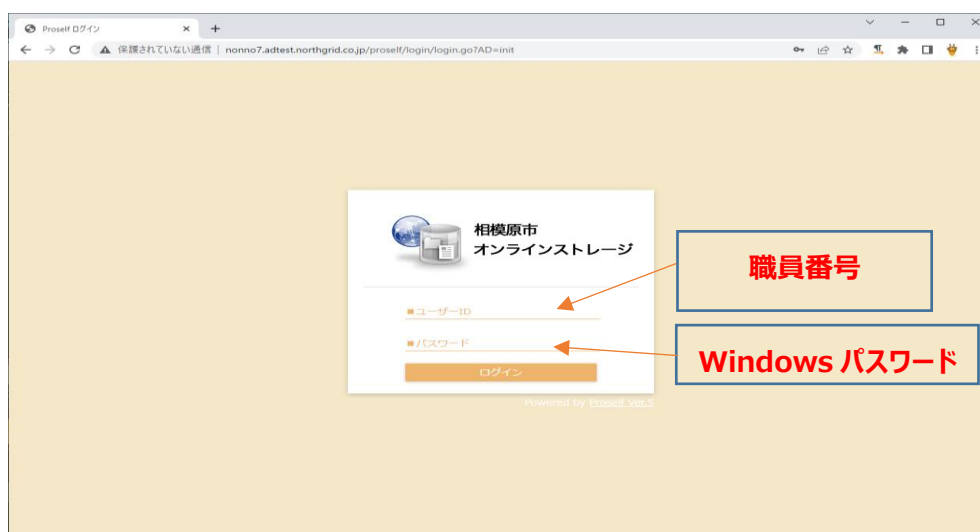 Proself ログイン
保護されていない通信 | nonno7.adtest.northgrid.co.jp/proself/login/login.go?AD=init
相模原市
オンラインストレージ
職員番号
■ユーザーID
■パスワード
Windows パスワード
ログイン
Powered by Proself Ver.5